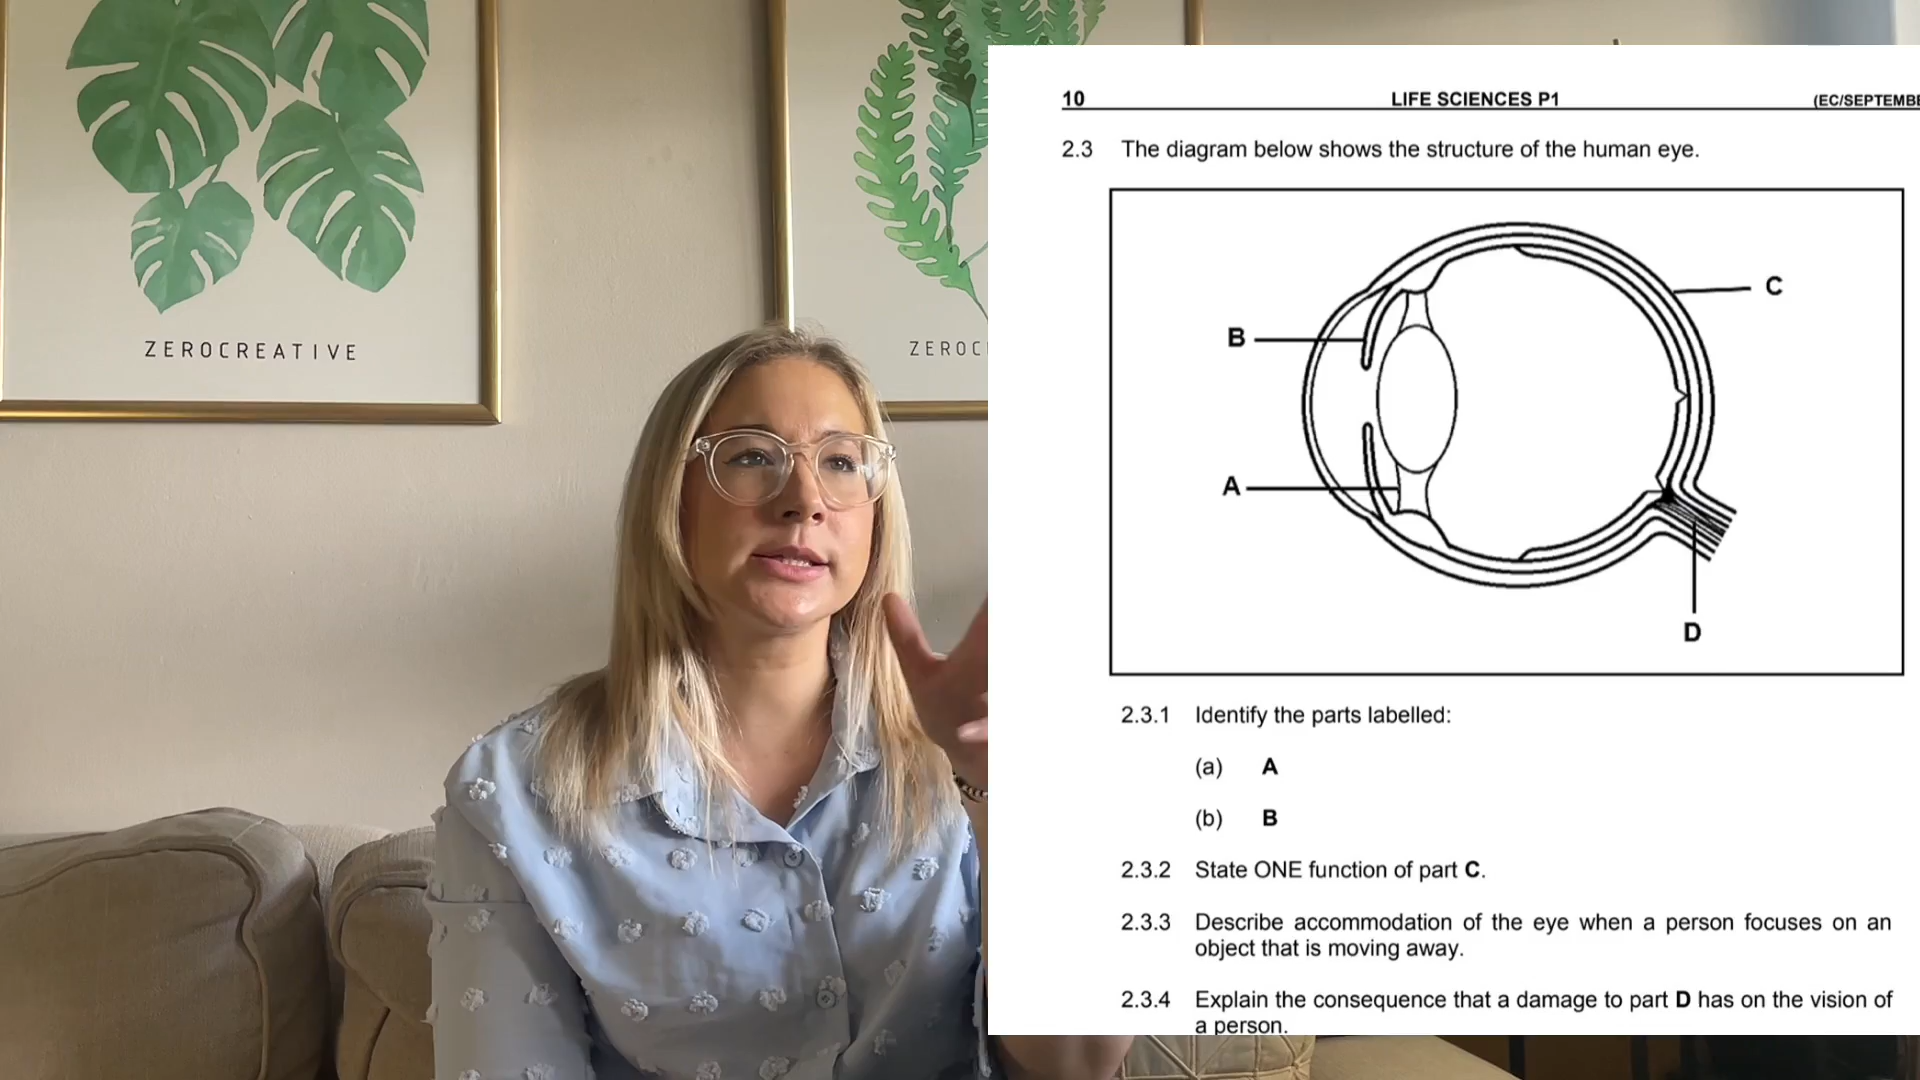 ZEROCREATIVE
ZEROC
10 LIFE SCIENCES P1 (EC/SEPTEMBE
2.3 The diagram below shows the structure of the human eye.
C
B
A
D
2.3.1 Identify the parts labelled:
(a) A
(b) B
2.3.2 State ONE function of part C.
2.3.3 Describe accommodation of the eye when a person focuses on an
object that is moving away.
2.3.4 Explain the consequence that a damage to part D has on the vision of
a person.